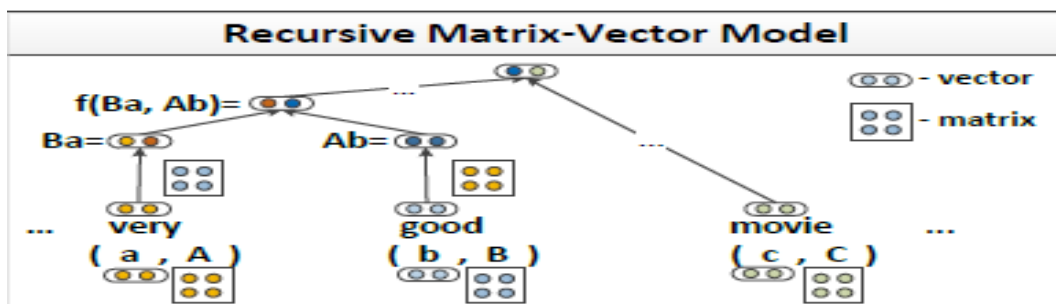 Recursive Matrix-Vector Model
... - vector
f(Ba, Ab)= - matrix
Ba= Ab= ...
... very good movie ...
( a , A ) ( b , B ) ( c , C )